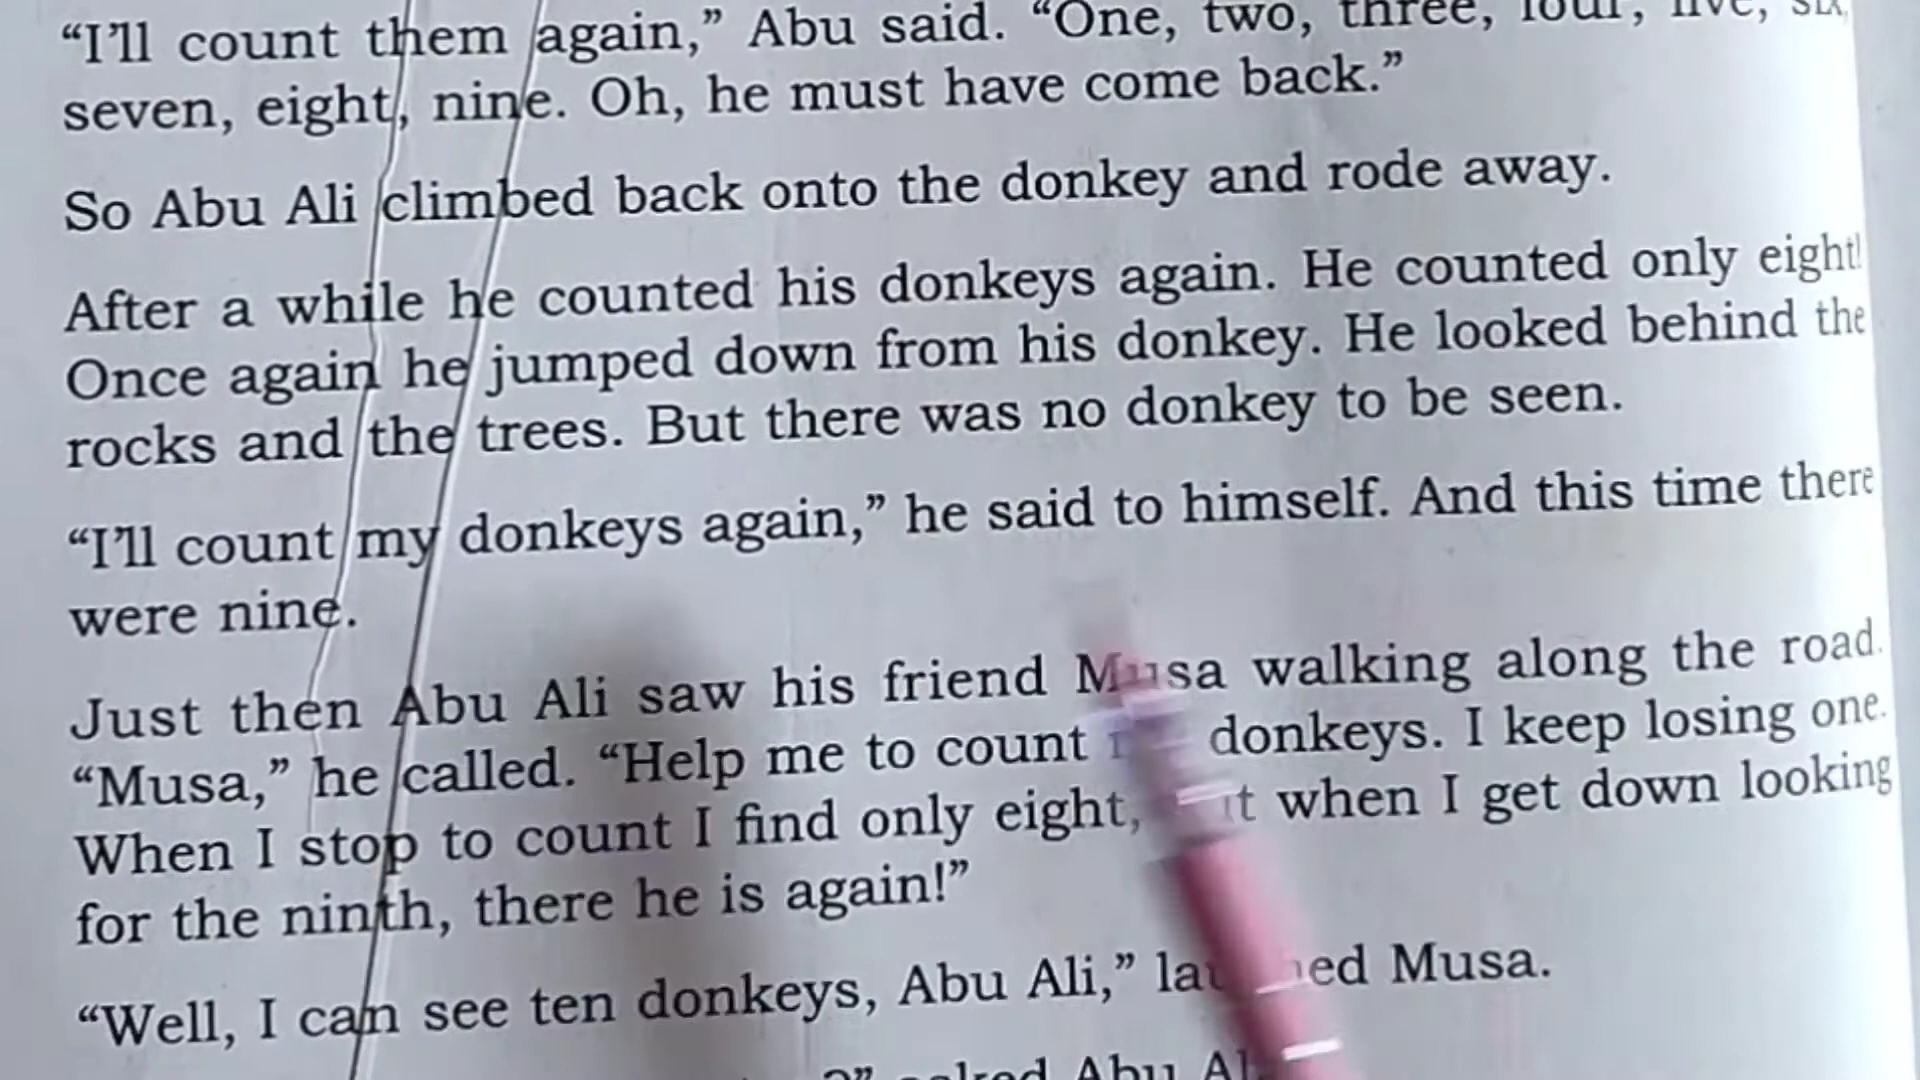 “I’ll count them again,” Abu said. “One, two, three, four, five, six,
seven, eight, nine. Oh, he must have come back.”
So Abu Ali climbed back onto the donkey and rode away.
After a while he counted his donkeys again. He counted only eight!
Once again he jumped down from his donkey. He looked behind the
rocks and the trees. But there was no donkey to be seen.
“I’ll count my donkeys again,” he said to himself. And this time there
were nine.
Just then Abu Ali saw his friend Musa walking along the road.
“Musa,” he called. “Help me to count donkeys. I keep losing one.
When I stop to count I find only eight, when I get down looking
for the ninth, there he is again!”
“Well, I can see ten donkeys, Abu Ali,” laughed Musa.
asked Abu